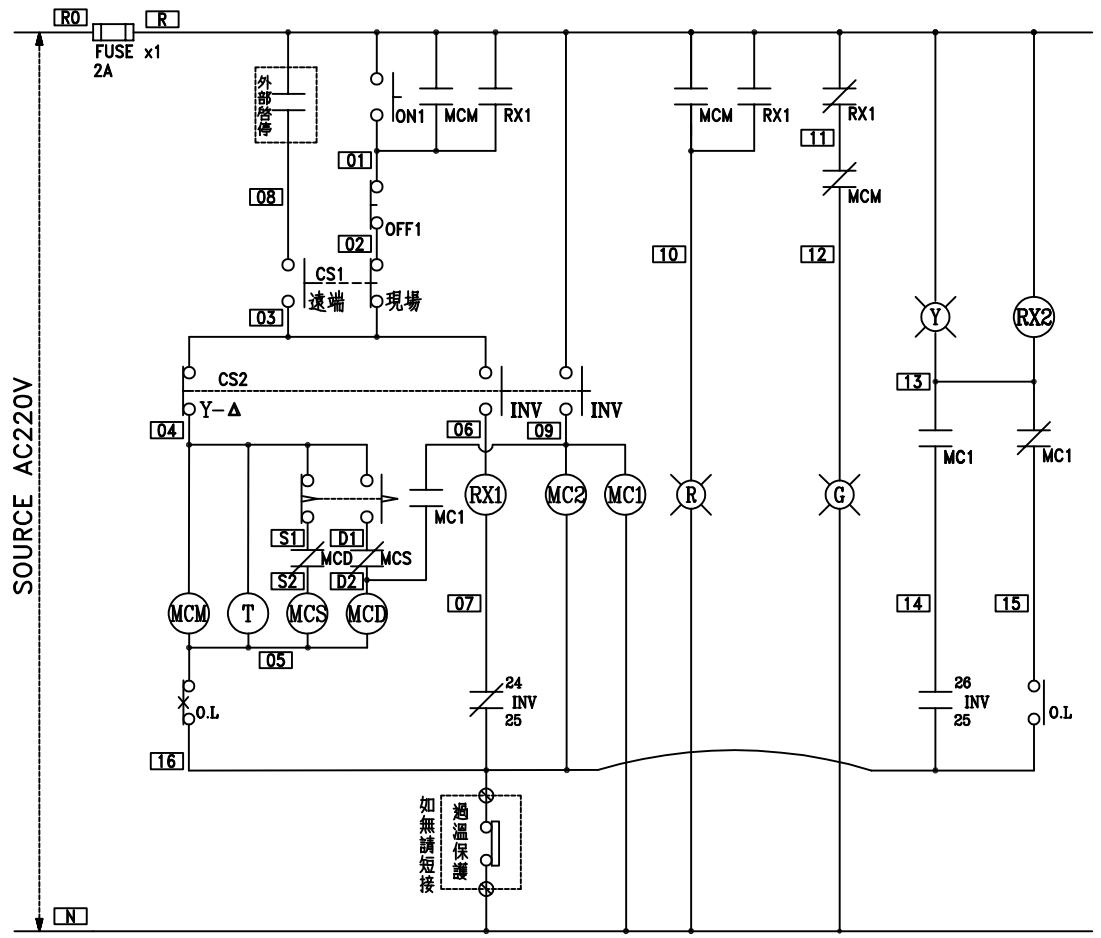 R0
R
FUSE x1
2A
外部啓停
ON1
MCM
RX1
MCM
RX1
RX1
01
11
08
MCM
OFF1
02
10
12
CS1
遠端
現場
03
Y
RX2
CS2
13
Y-Δ
INV
INV
04
06
09
MC1
MC1
RX1
MC2
MC1
R
G
MC1
S1
D1
MCD
MCS
S2
D2
MCM
T
MCS
MCD
07
14
15
05
24
INV
25
26
INV
25
O.L
O.L
16
如無請短接
過溫保護
SOURCE AC220V
N